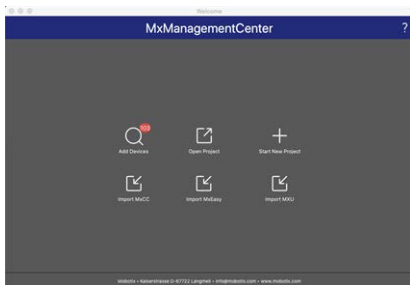 Welcome
MxManagementCenter
?
103
Add Devices
Open Project
Start New Project
Import MxCC
Import MxEasy
Import MXU
Mobotix • Kaiserstrasse D-67722 Langmeil • info@mobotix.com • www.mobotix.com